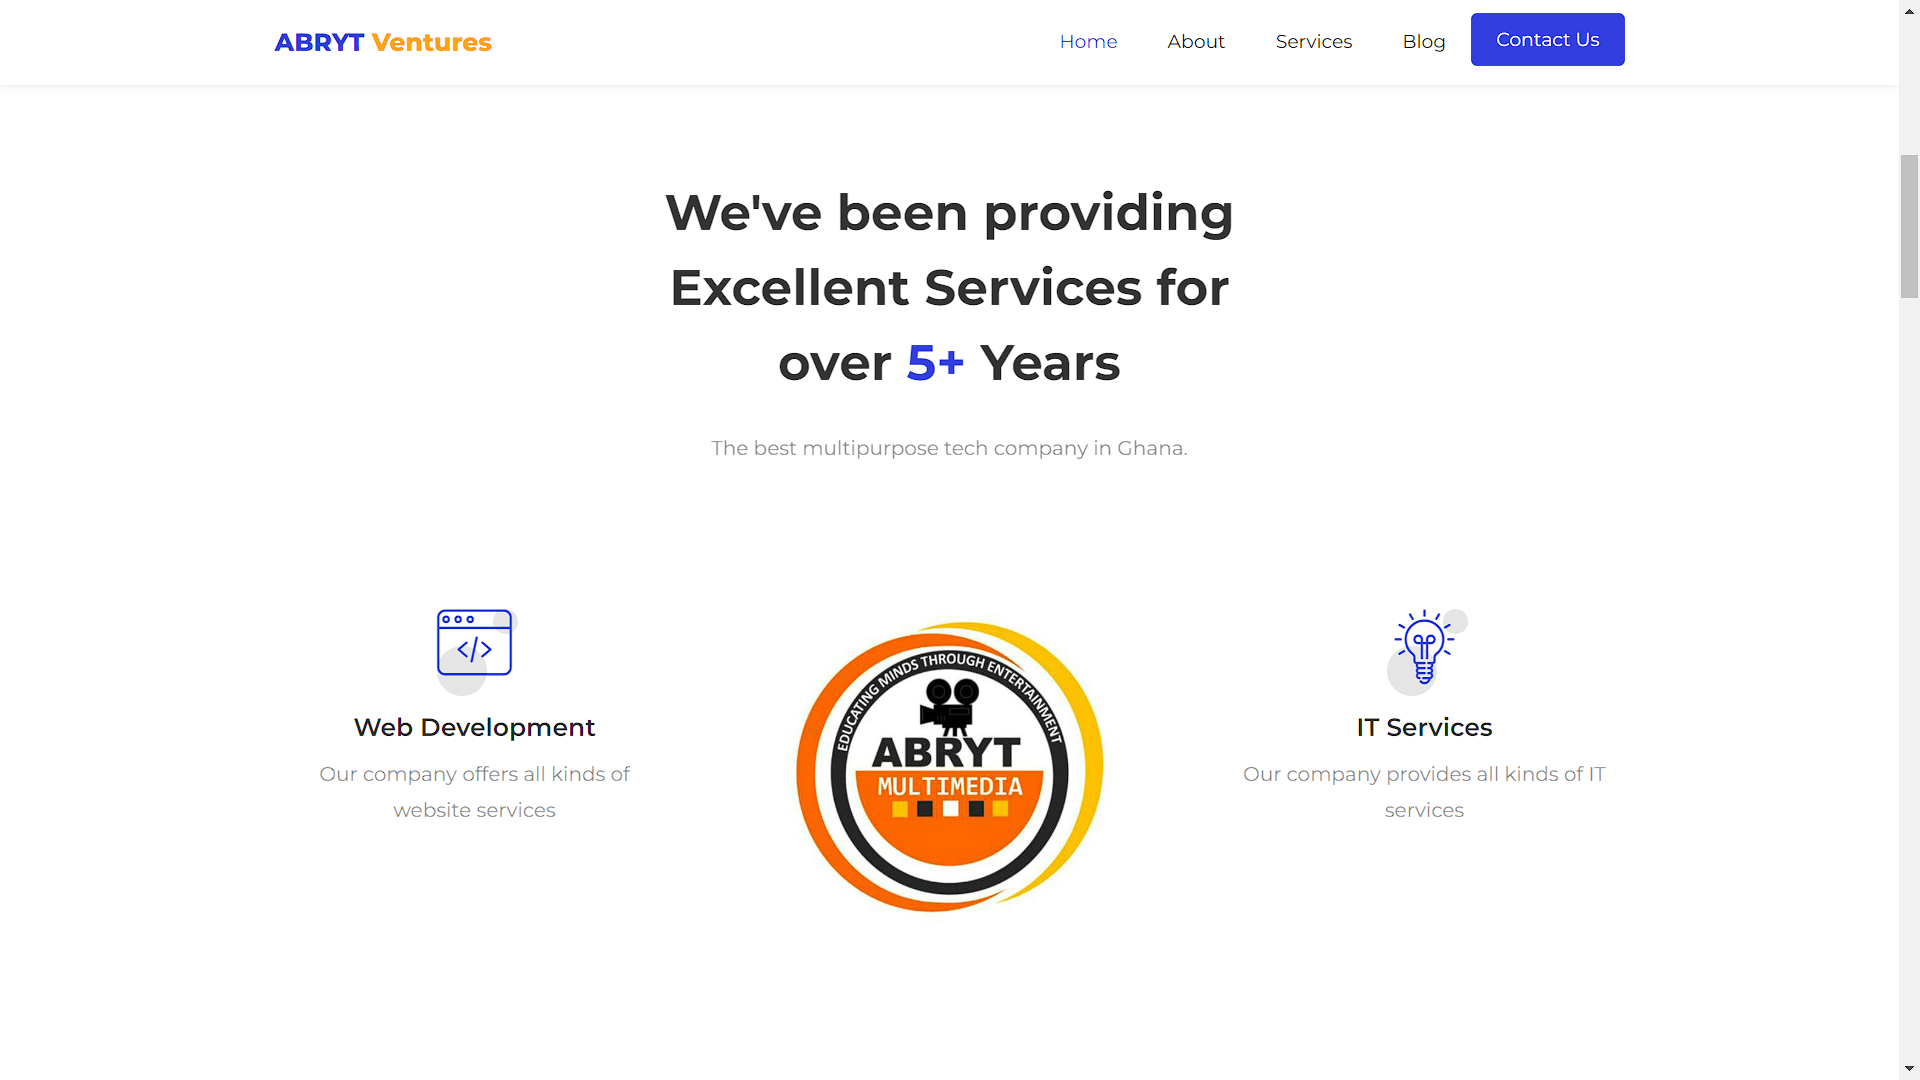 ABRYT Ventures
Home
About
Services
Blog
Contact Us
We've been providing
Excellent Services for
over 5+ Years
The best multipurpose tech company in Ghana.
</>
Web Development
Our company offers all kinds of
website services
EDUCATING MINDS THROUGH ENTERTAINMENT
ABRYT
MULTIMEDIA
IT Services
Our company provides all kinds of IT
services